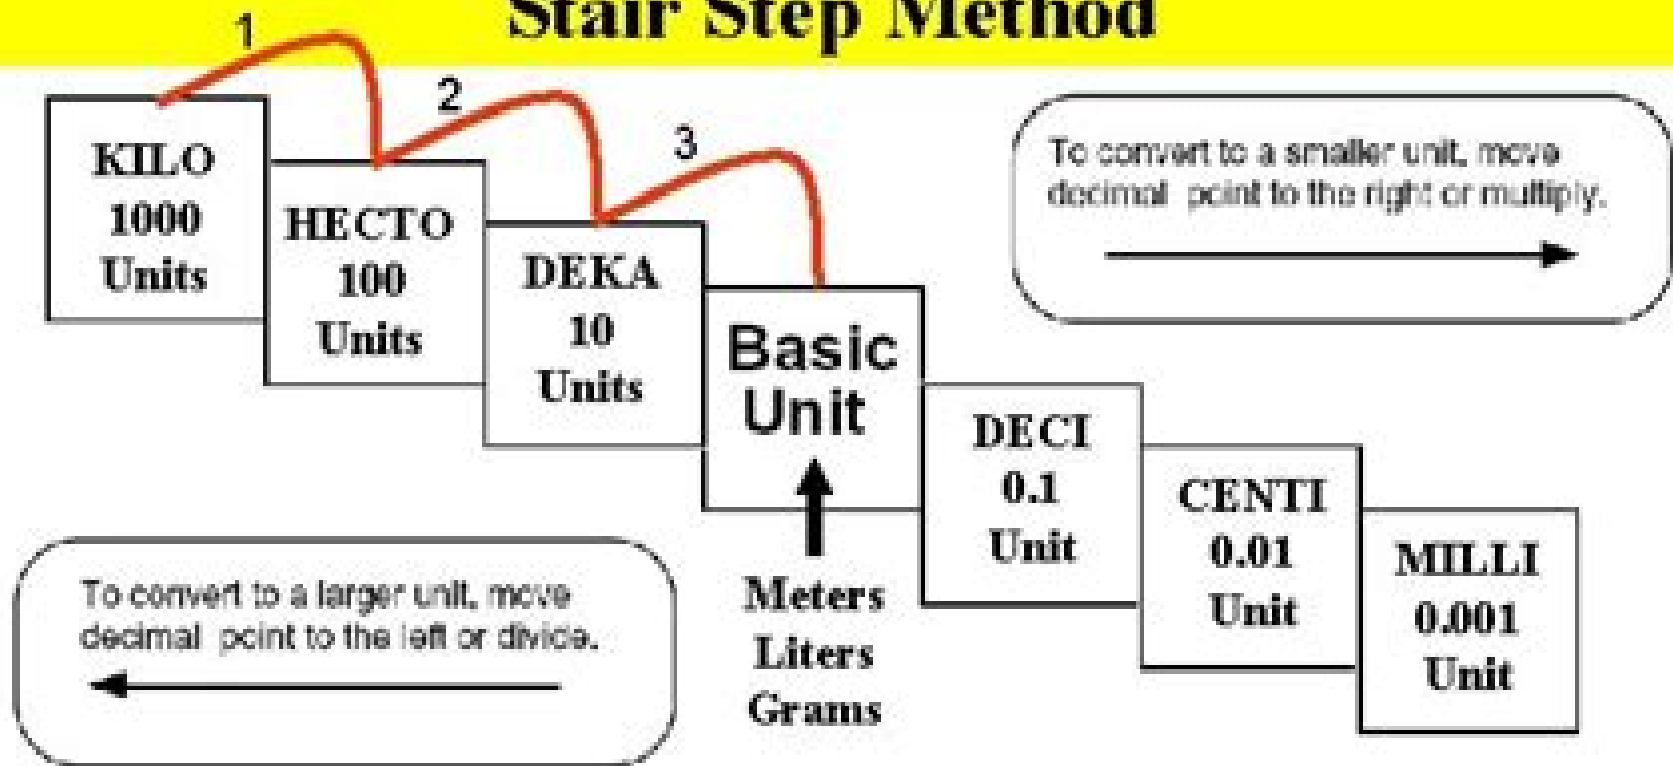 Stair Step Method
1
2
3
KILO
1000
Units
HECTO
100
Units
DEKA
10
Units
Basic
Unit
Meters
Liters
Grams
DECI
0.1
Unit
CENTI
0.01
Unit
MILLI
0.001
Unit
To convert to a smaller unit, move
decimal point to the right or multiply.
To convert to a larger unit, move
decimal point to the left or divide.